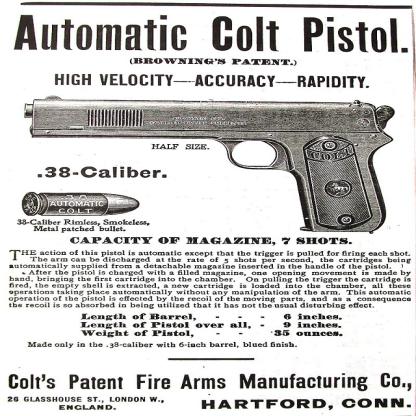 Automatic Colt Pistol.
(BROWNING'S PATENT.)
HIGH VELOCITY—ACCURACY—RAPIDITY.
HALF SIZE.
COLT
.38-Caliber.
AUTOMATIC
COLT
38-Caliber Rimless, Smokeless,
Metal patched bullet.
CAPACITY OF MAGAZINE, 7 SHOTS.
THE action of this pistol is automatic except that the trigger is pulled for firing each shot.
The arm can be discharged at the rate of 5 shots per second, the cartridges being
automatically supplied from a detachable magazine inserted in the handle of the pistol.
After the pistol is charged with a filled magazine, one opening movement is made by
hand, bringing the first cartridge into the chamber. On pulling the trigger the cartridge is
fired, the empty shell is extracted, a new cartridge is loaded into the chamber, all these
operations taking place automatically without any manipulation of the arm. This automatic
operation of the pistol is effected by the recoil of the moving parts, and as a consequence
the recoil is so absorbed in being utilized that it has not the usual disturbing effect.
Length of Barrel, - - - 6 inches.
Length of Pistol over all, - - 9 inches.
Weight of Pistol, - - 35 ounces.
Made only in the .38-caliber with 6-inch barrel, blued finish.
Colt's Patent Fire Arms Manufacturing Co.,
26 GLASSHOUSE ST., LONDON W.,
ENGLAND.
HARTFORD, CONN.